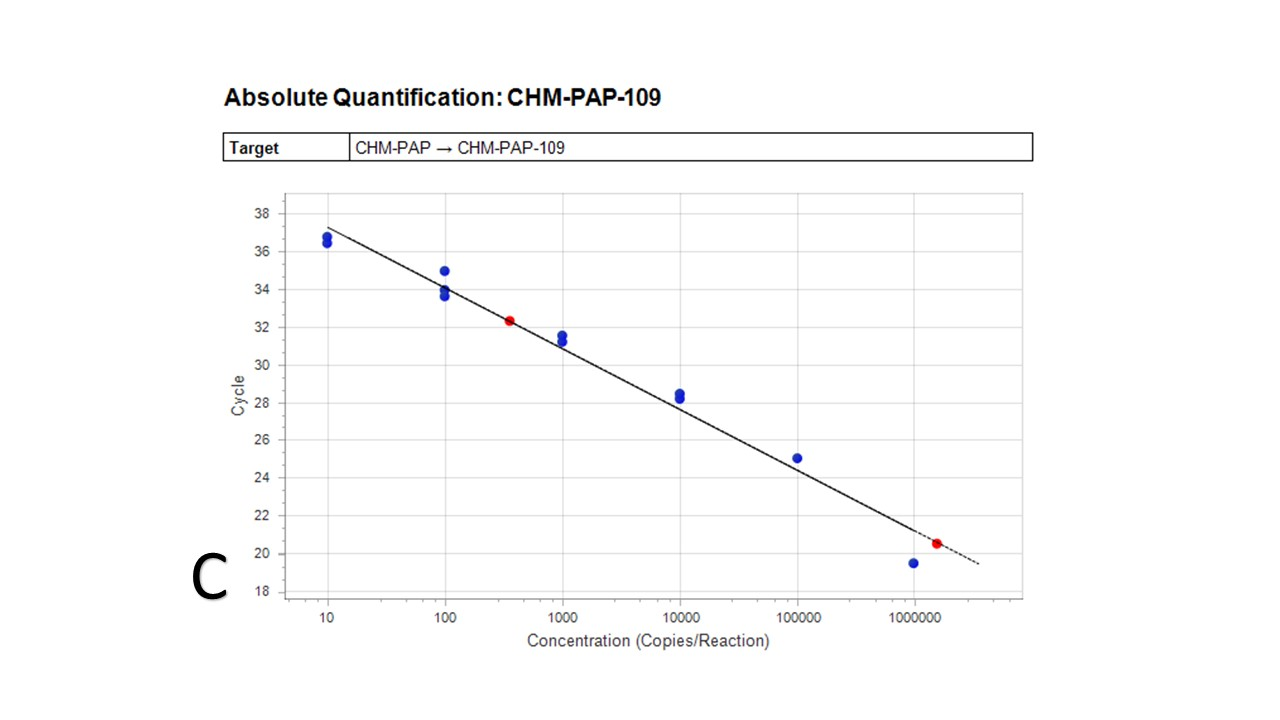 Absolute Quantification: CHM-PAP-109
Target CHM-PAP → CHM-PAP-109
38
36
34
32
30
28
26
24
22
20
18
Cycle
C
10 100 1000 10000 100000 1000000
Concentration (Copies/Reaction)